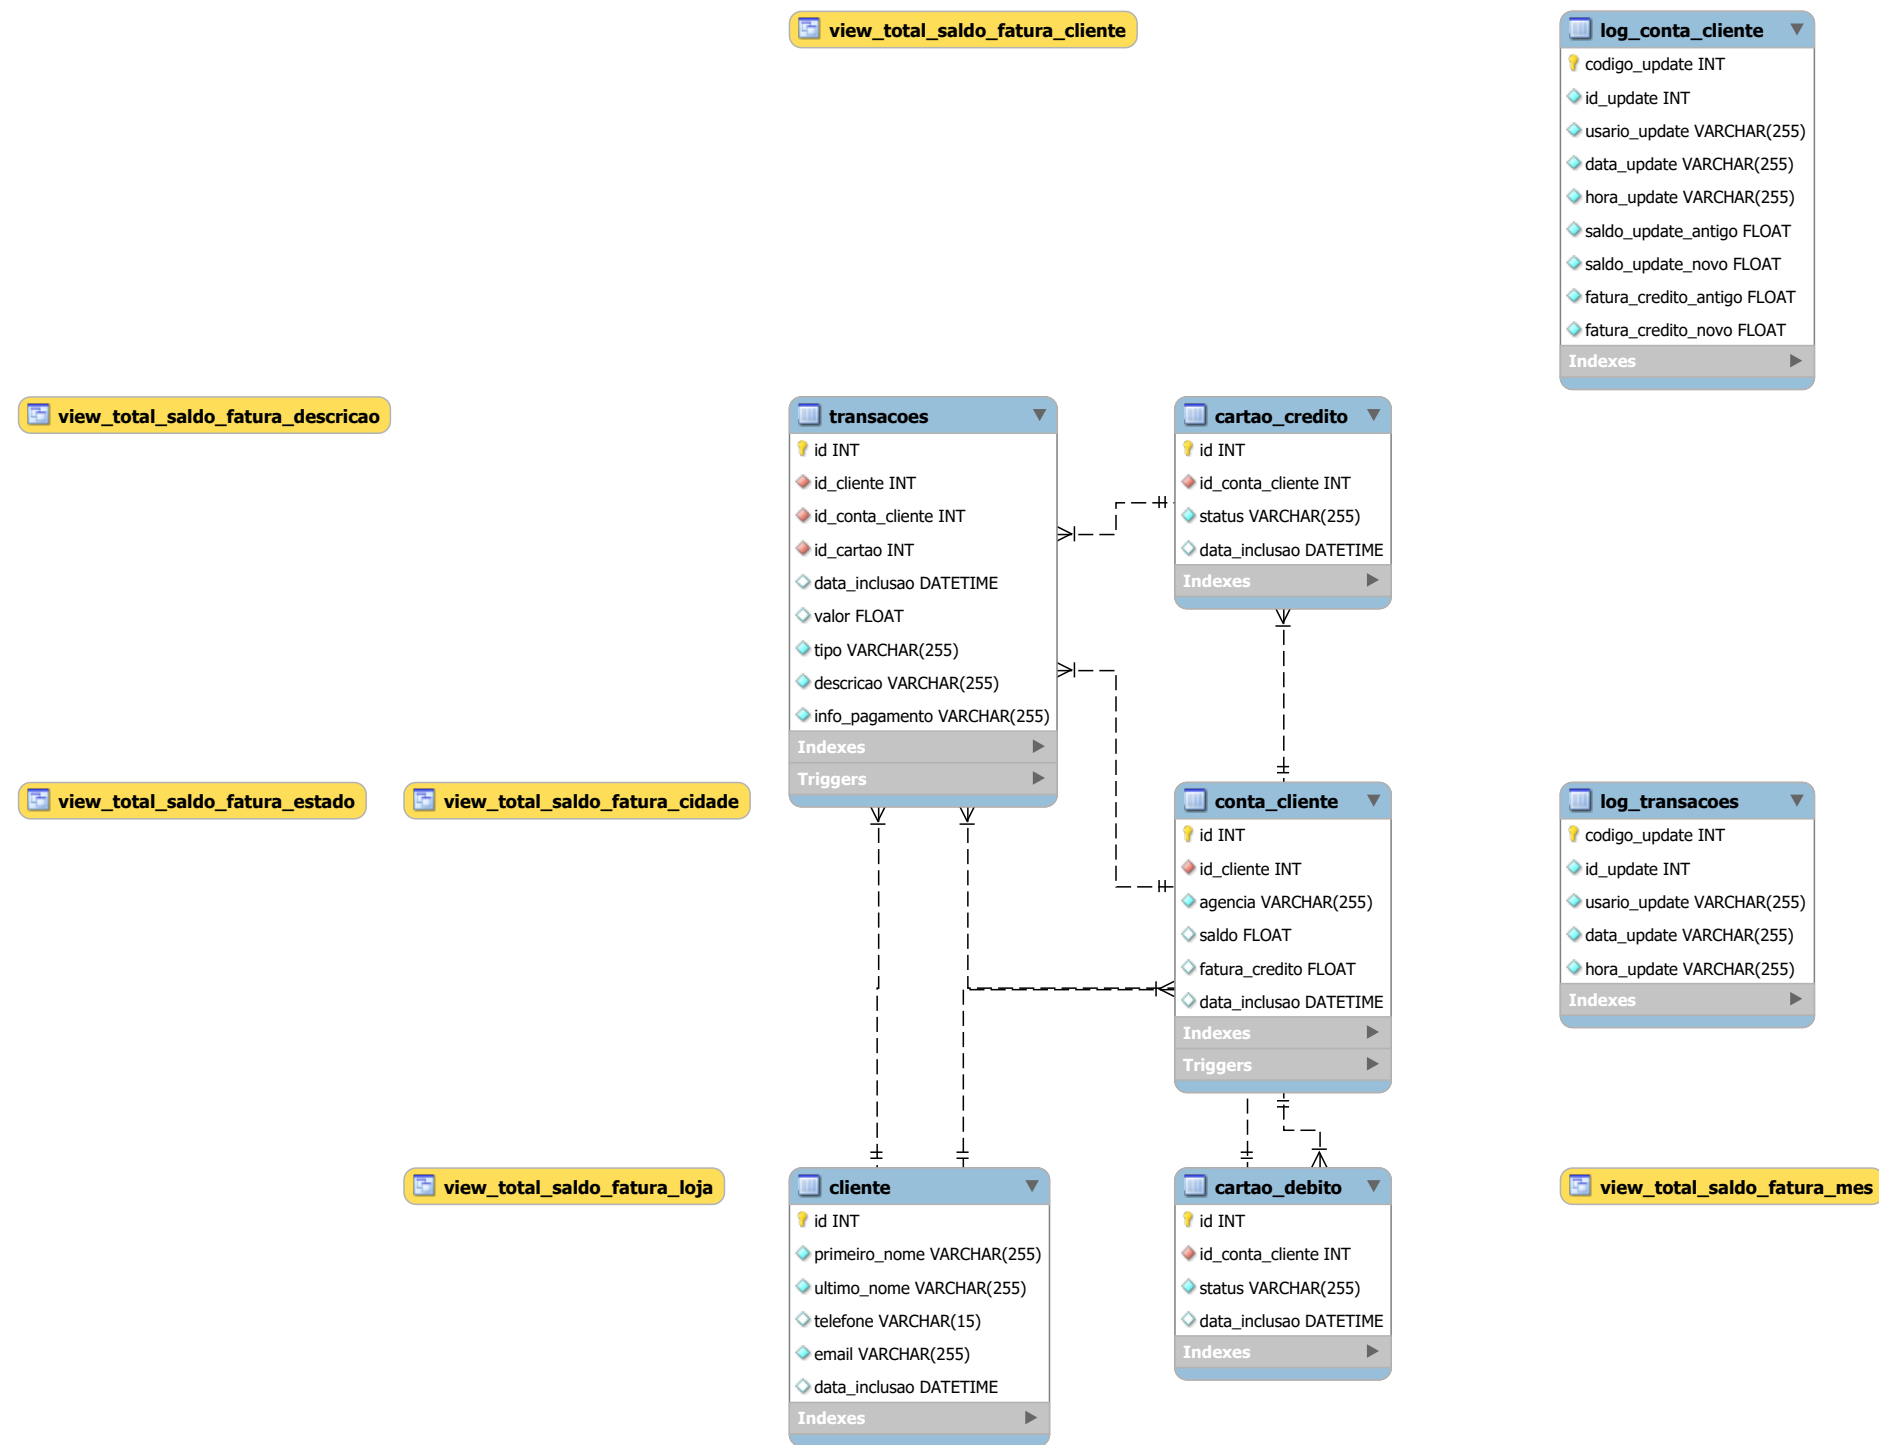 view_total_saldo_fatura_cliente
log_conta_cliente
codigo_update INT
id_update INT
usario_update VARCHAR(255)
data_update VARCHAR(255)
hora_update VARCHAR(255)
saldo_update_antigo FLOAT
saldo_update_novo FLOAT
fatura_credito_antigo FLOAT
fatura_credito_novo FLOAT
Indexes
view_total_saldo_fatura_descricao
transacoes
id INT
id_cliente INT
id_conta_cliente INT
id_cartao INT
data_inclusao DATETIME
valor FLOAT
tipo VARCHAR(255)
descricao VARCHAR(255)
info_pagamento VARCHAR(255)
Indexes
Triggers
cartao_credito
id INT
id_conta_cliente INT
status VARCHAR(255)
data_inclusao DATETIME
Indexes
view_total_saldo_fatura_estado
view_total_saldo_fatura_cidade
conta_cliente
id INT
id_cliente INT
agencia VARCHAR(255)
saldo FLOAT
fatura_credito FLOAT
data_inclusao DATETIME
Indexes
Triggers
log_transacoes
codigo_update INT
id_update INT
usario_update VARCHAR(255)
data_update VARCHAR(255)
hora_update VARCHAR(255)
Indexes
view_total_saldo_fatura_loja
cliente
id INT
primeiro_nome VARCHAR(255)
ultimo_nome VARCHAR(255)
telefone VARCHAR(15)
email VARCHAR(255)
data_inclusao DATETIME
Indexes
cartao_debito
id INT
id_conta_cliente INT
status VARCHAR(255)
data_inclusao DATETIME
Indexes
view_total_saldo_fatura_mes